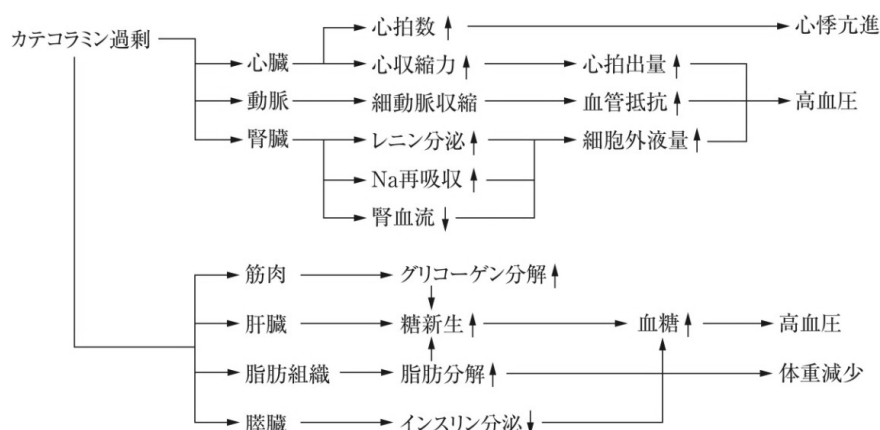 カテコラミン過剰 心臓 心拍数 心悸亢進
心収縮力 心拍出量
動脈 細動脈収縮 血管抵抗 高血圧
腎臓 レニン分泌 細胞外液量
Na再吸収
腎血流
筋肉 グリコーゲン分解
肝臓 糖新生 血糖 高血圧
脂肪組織 脂肪分解 体重減少
膵臓 インスリン分泌